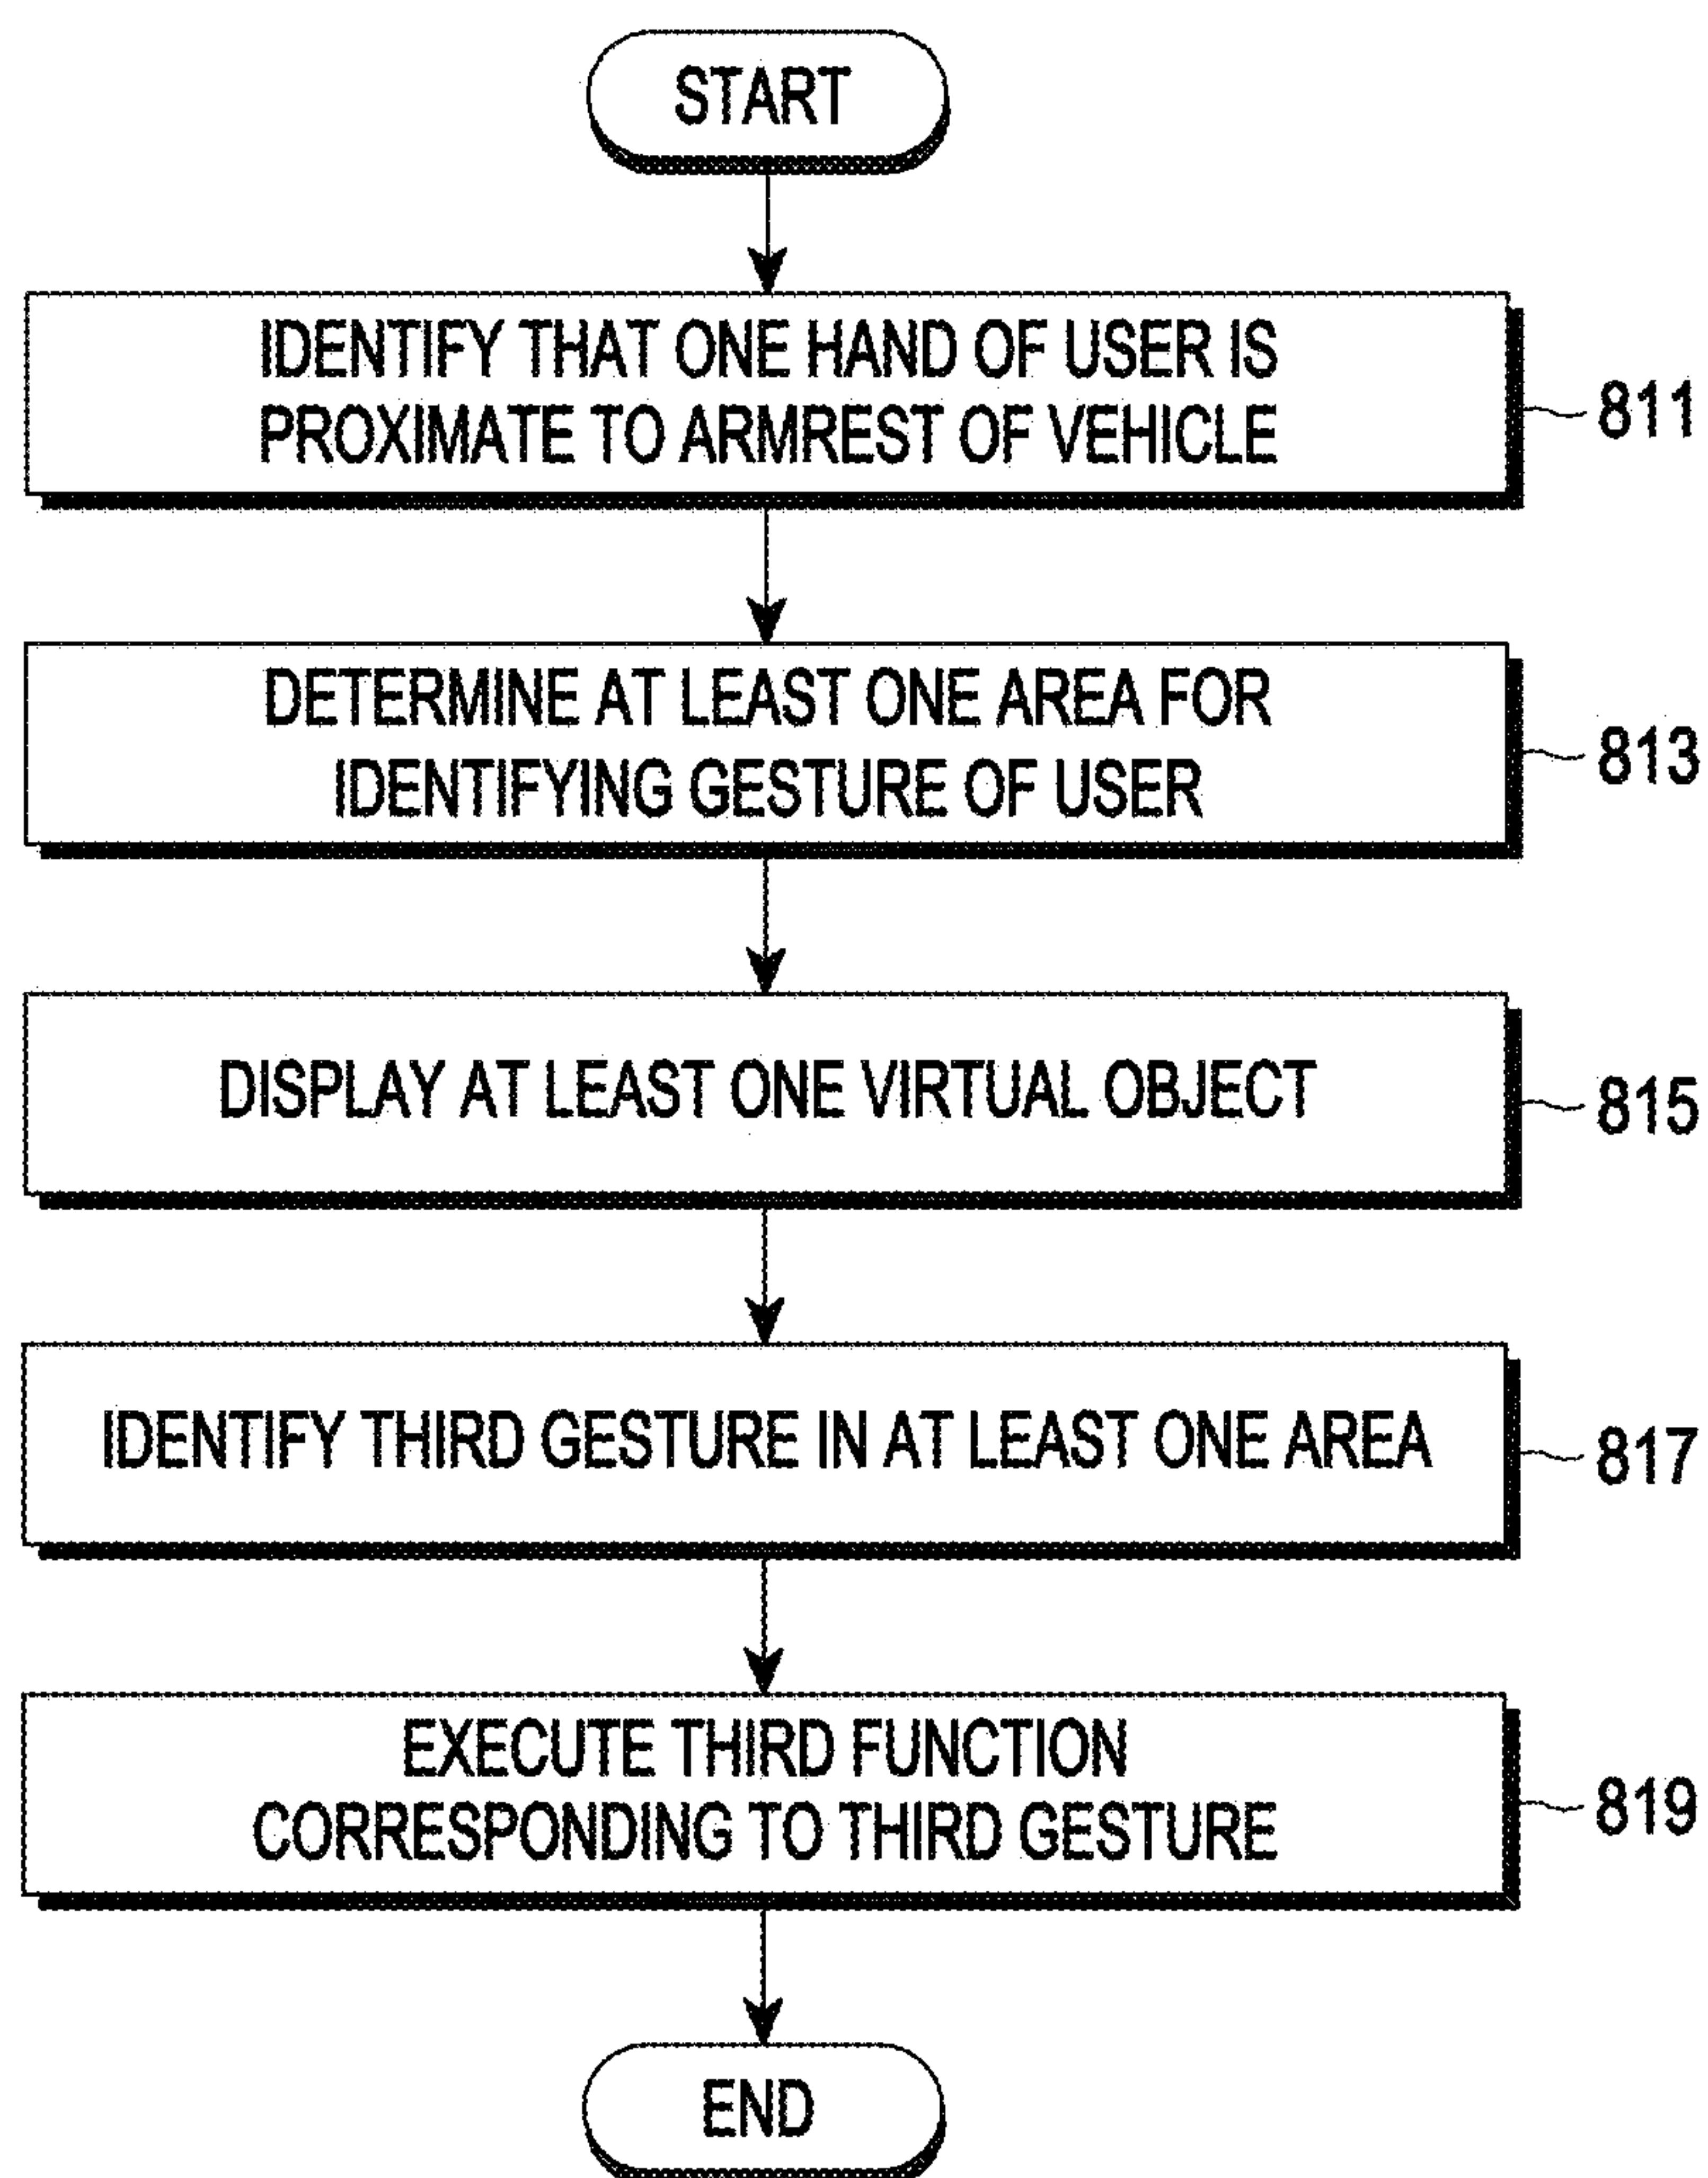 START
IDENTIFY THAT ONE HAND OF USER IS
PROXIMATE TO ARMREST OF VEHICLE
811
DETERMINE AT LEAST ONE AREA FOR
IDENTIFYING GESTURE OF USER
813
DISPLAY AT LEAST ONE VIRTUAL OBJECT
815
IDENTIFY THIRD GESTURE IN AT LEAST ONE AREA
817
EXECUTE THIRD FUNCTION
CORRESPONDING TO THIRD GESTURE
819
END